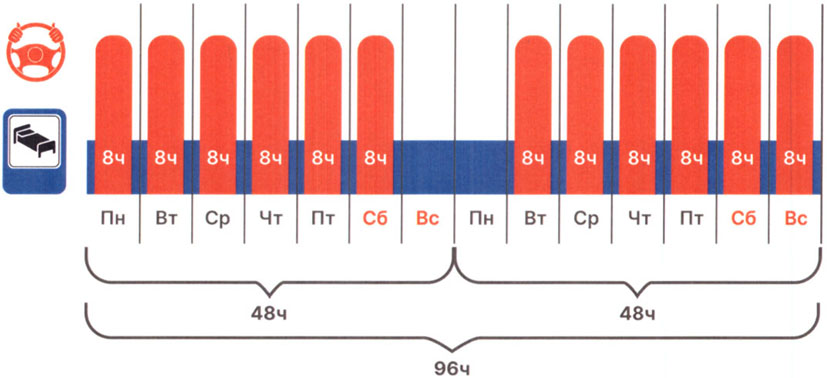 8ч 8ч 8ч 8ч 8ч 8ч 8ч 8ч 8ч 8ч 8ч 8ч
Пн Вт Ср Чт Пт Сб Вс Пн Вт Ср Чт Пт Сб Вс
48ч 48ч
96ч